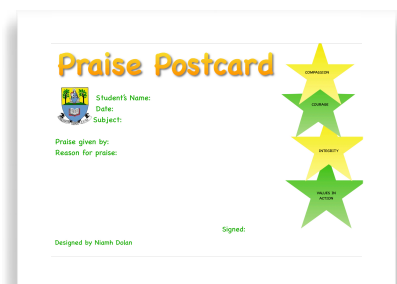 Praise Postcard
Student's Name:
Date:
Subject:
Praise given by:
Reason for praise:
Signed:
Designed by Niamh Dolan
COMPASSION
COURAGE
INTEGRITY
VALUES IN
ACTION